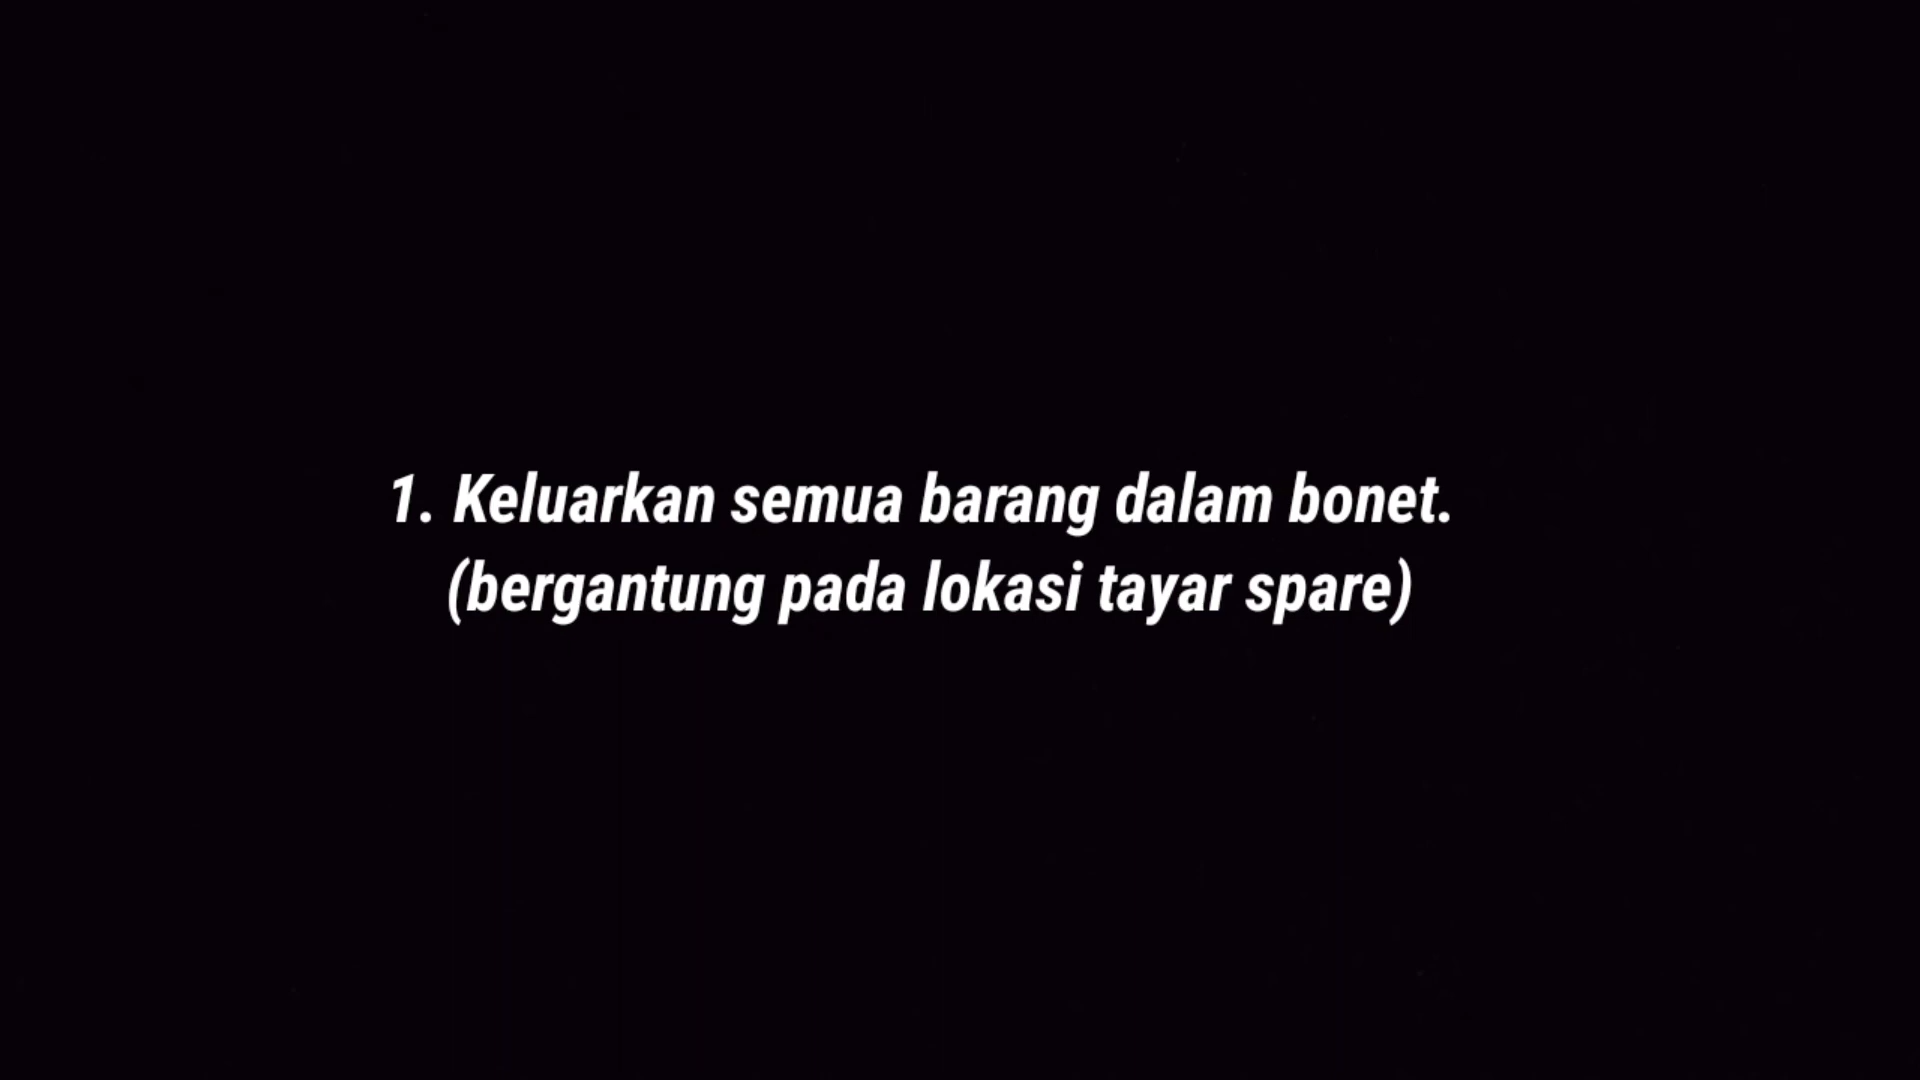 1. Keluarkan semua barang dalam bonet.
(bergantung pada lokasi tayar spare)